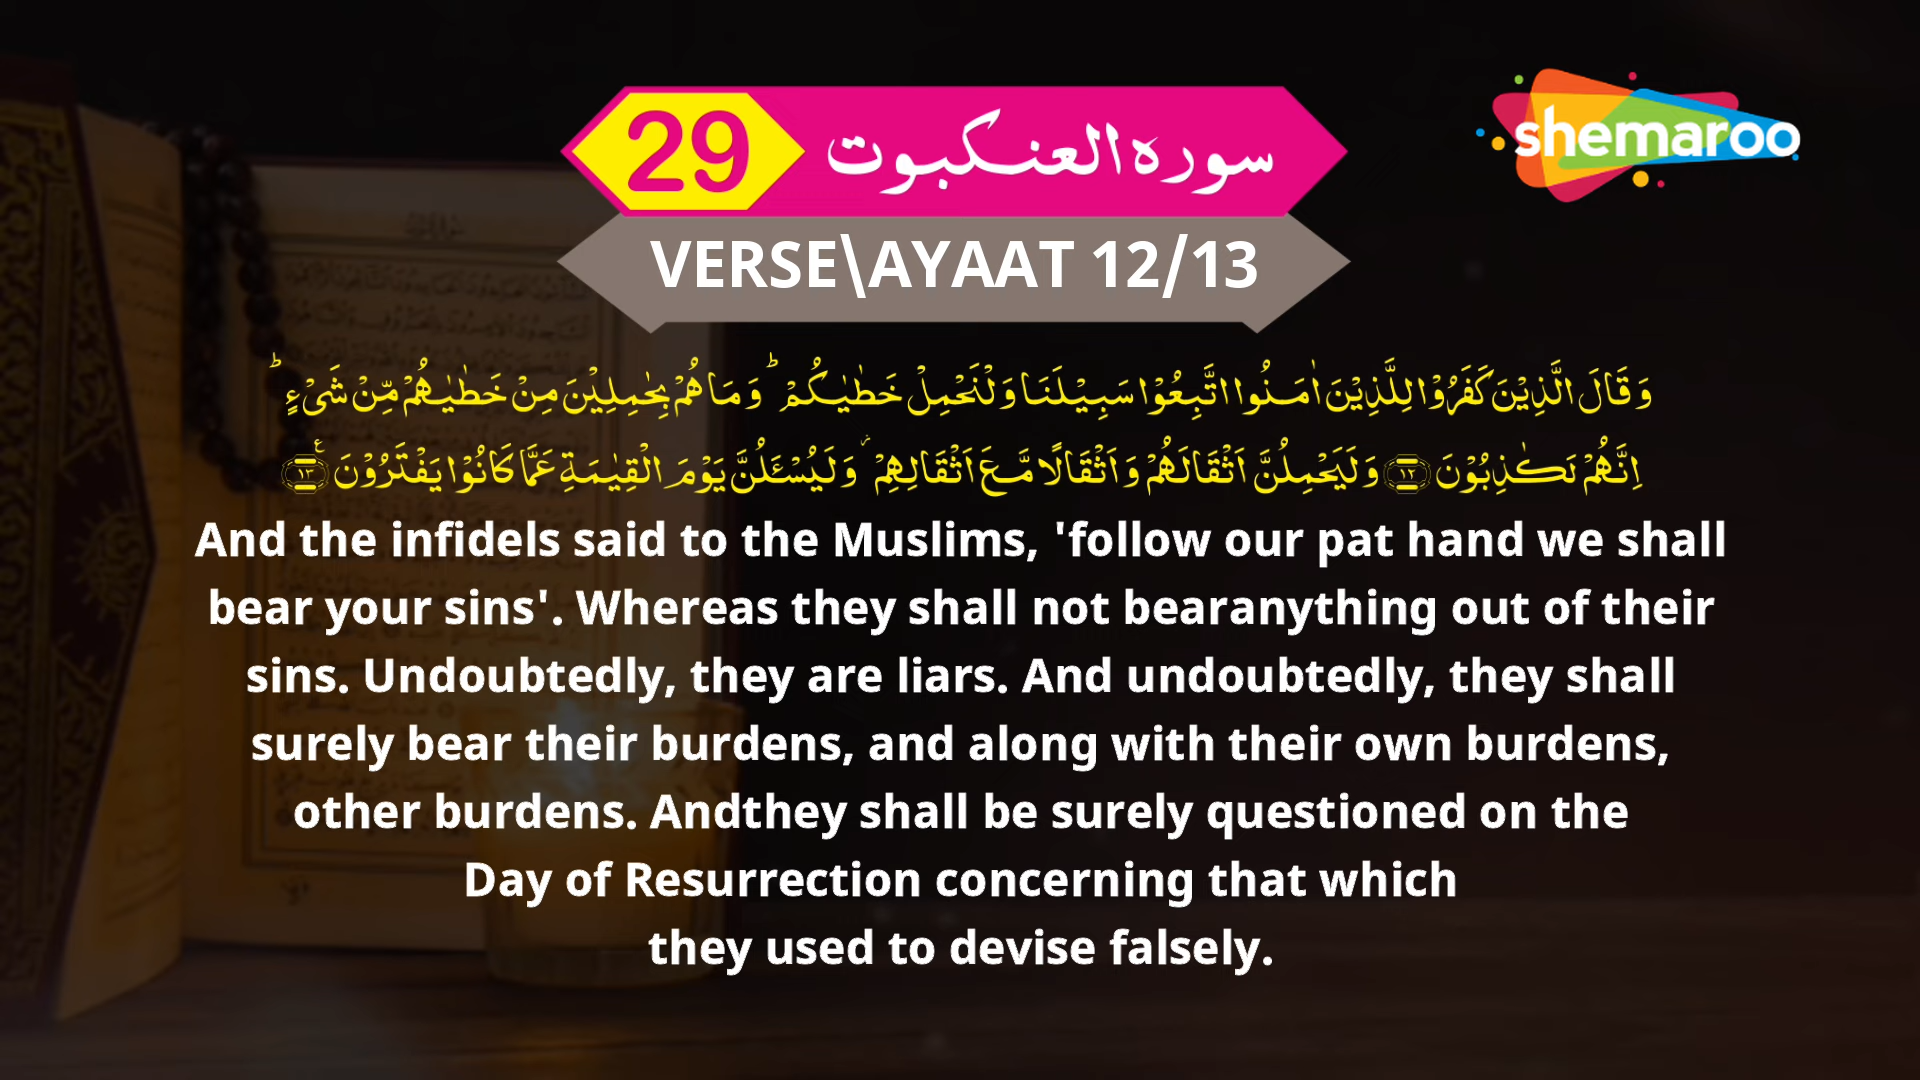 29 سوره العنكبوت
shemaroo
VERSE\AYAAT 12/13
وَقَالَ الَّذِيْنَ كَفَرُوْا لِلَّذِيْنَ اٰمَنُوا اتَّبِعُوْا سَبِيْلَنَا وَلْنَحْمِلْ خَطٰيٰكُمْ ؕ وَمَا هُمْ بِحٰمِلِيْنَ مِنْ خَطٰيٰهُمْ مِّنْ شَىْءٍ ؕ
اِنَّهُمْ لَكٰذِبُوْنَ ۝۱۲ وَلَيَحْمِلُنَّ اَثْقَالَهُمْ وَاَثْقَالًا مَّعَ اَثْقَالِهِمْ ؗ وَلَيُسْـَٔلُنَّ يَوْمَ الْقِيٰمَةِ عَمَّا كَانُوْا يَفْتَرُوْنَ ۝۱۳ ع
And the infidels said to the Muslims, 'follow our pat hand we shall
bear your sins'. Whereas they shall not bearanything out of their
sins. Undoubtedly, they are liars. And undoubtedly, they shall
surely bear their burdens, and along with their own burdens,
other burdens. Andthey shall be surely questioned on the
Day of Resurrection concerning that which
they used to devise falsely.